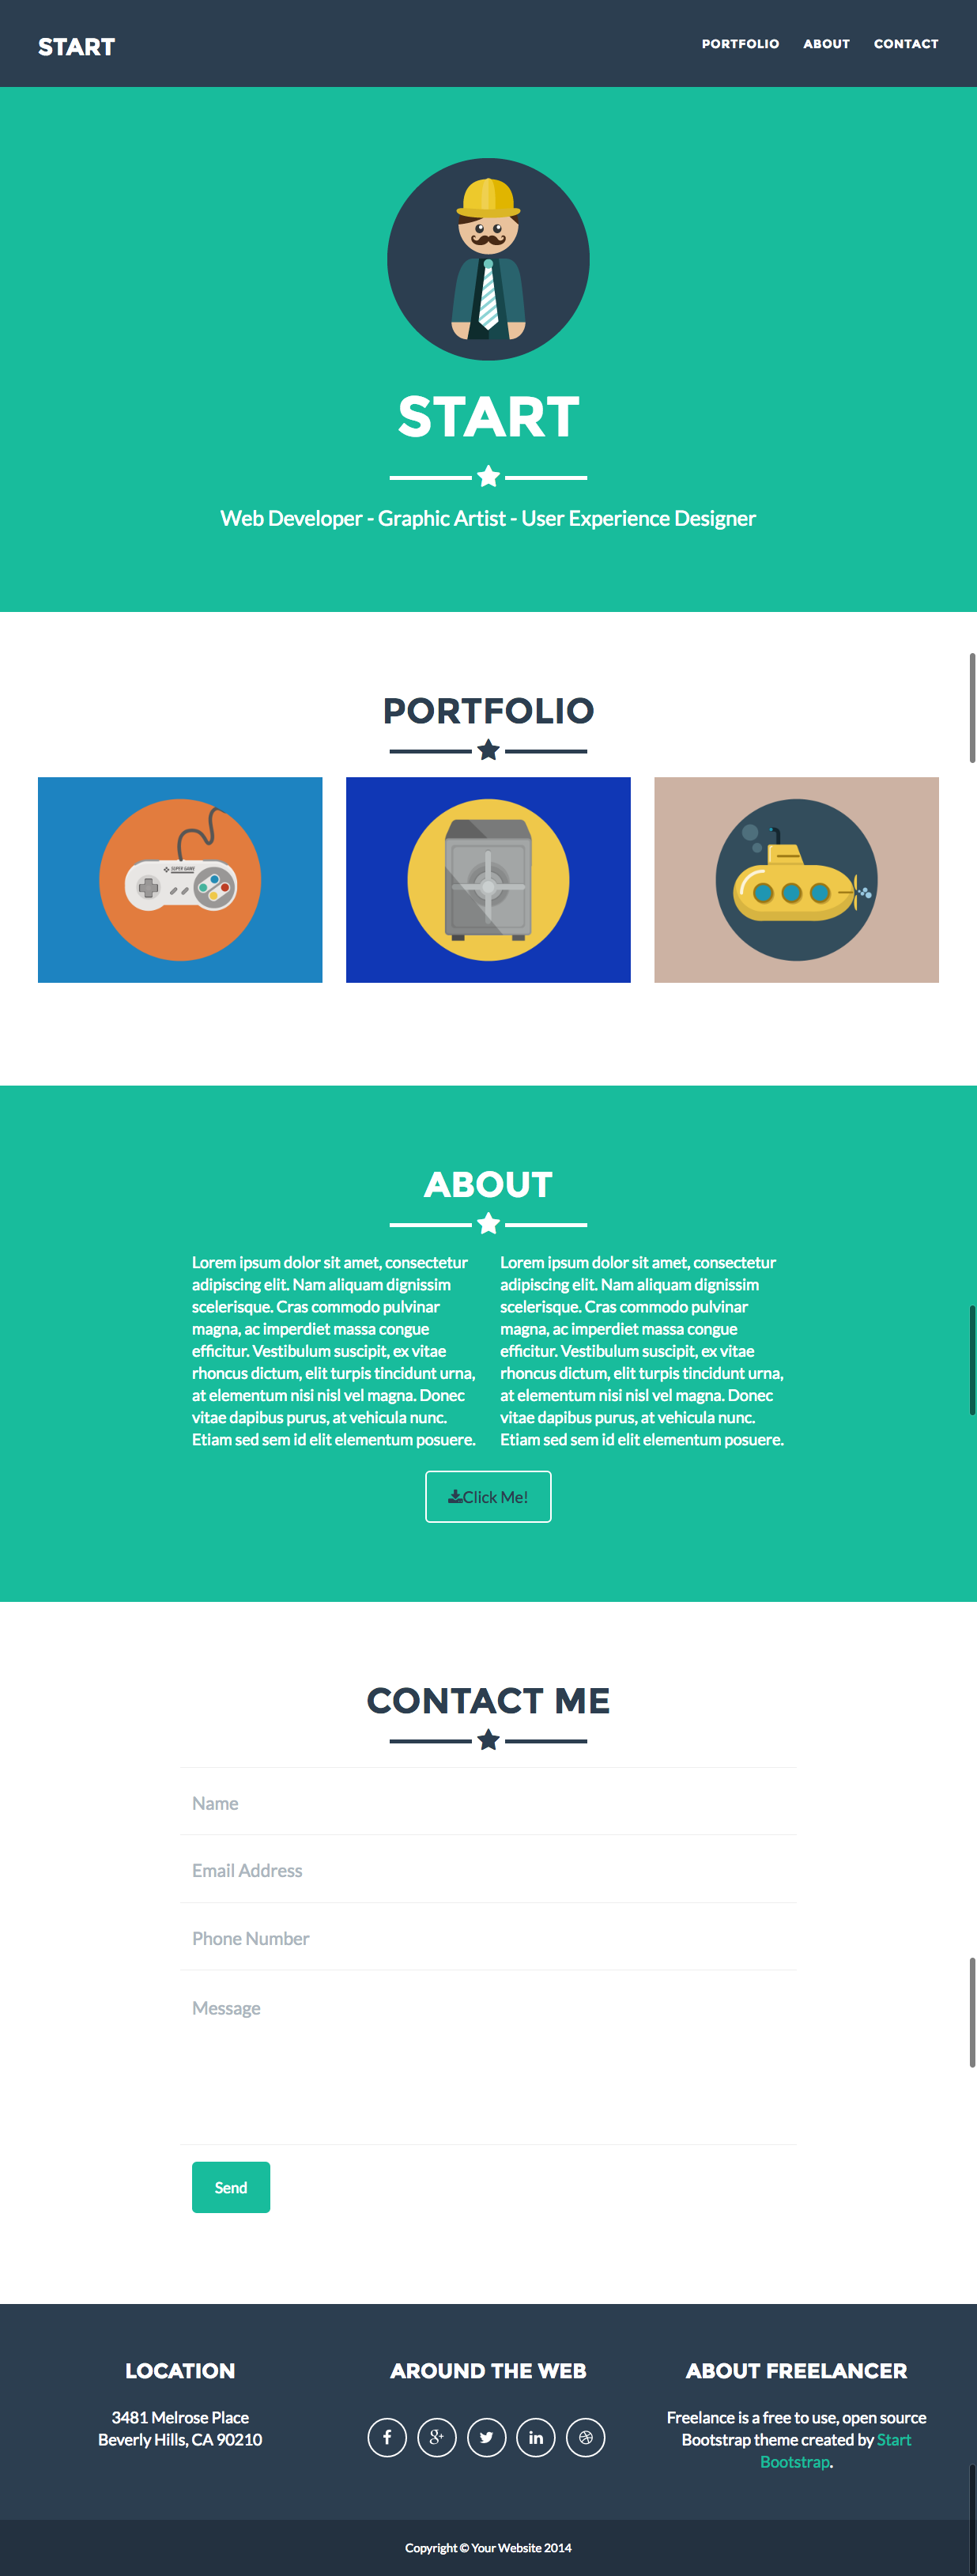 START
PORTFOLIO ABOUT CONTACT
START
Web Developer - Graphic Artist - User Experience Designer
PORTFOLIO
SUPER GAME
ABOUT
Lorem ipsum dolor sit amet, consectetur
adipiscing elit. Nam aliquam dignissim
scelerisque. Cras commodo pulvinar
magna, ac imperdiet massa congue
efficitur. Vestibulum suscipit, ex vitae
rhoncus dictum, elit turpis tincidunt urna,
at elementum nisi nisl vel magna. Donec
vitae dapibus purus, at vehicula nunc.
Etiam sed sem id elit elementum posuere.
Lorem ipsum dolor sit amet, consectetur
adipiscing elit. Nam aliquam dignissim
scelerisque. Cras commodo pulvinar
magna, ac imperdiet massa congue
efficitur. Vestibulum suscipit, ex vitae
rhoncus dictum, elit turpis tincidunt urna,
at elementum nisi nisl vel magna. Donec
vitae dapibus purus, at vehicula nunc.
Etiam sed sem id elit elementum posuere.
Click Me!
CONTACT ME
Name
Email Address
Phone Number
Message
Send
LOCATION
3481 Melrose Place
Beverly Hills, CA 90210
AROUND THE WEB
f g+ in
ABOUT FREELANCER
Freelance is a free to use, open source
Bootstrap theme created by Start
Bootstrap.
Copyright © Your Website 2014